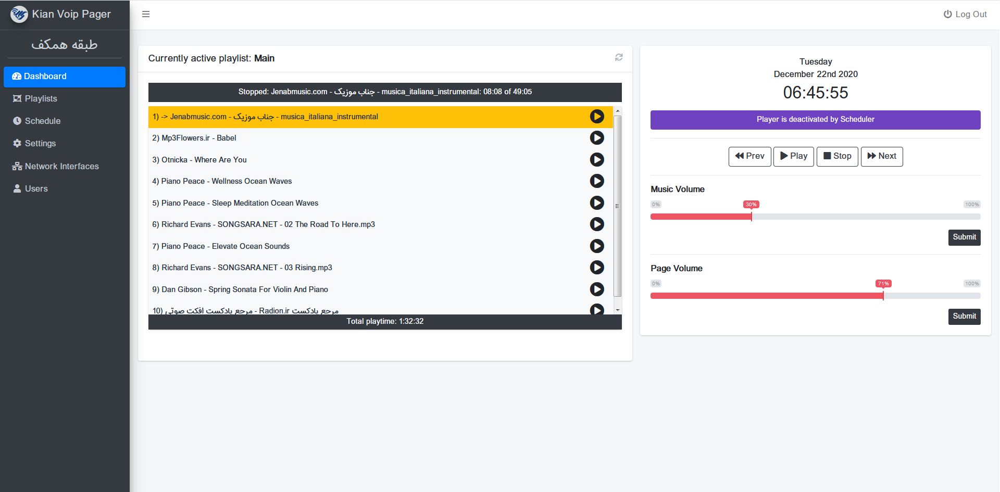 Kian Voip Pager
Log Out
طبقه همکف
Dashboard
Playlists
Schedule
Settings
Network Interfaces
Users
Currently active playlist: Main
Stopped: Jenabmusic.com - جناب موزیک - musica_italiana_instrumental: 08:08 of 49:05
1) -> Jenabmusic.com - جناب موزیک - musica_italiana_instrumental
2) Mp3Flowers.ir - Babel
3) Otnicka - Where Are You
4) Piano Peace - Wellness Ocean Waves
5) Piano Peace - Sleep Meditation Ocean Waves
6) Richard Evans - SONGSARA.NET - 02 The Road To Here.mp3
7) Piano Peace - Elevate Ocean Sounds
8) Richard Evans - SONGSARA.NET - 03 Rising.mp3
9) Dan Gibson - Spring Sonata For Violin And Piano
10) مرجع پادکست افکت صوتی - Radion.ir مرجع پادکست
Total playtime: 1:32:32
Tuesday
December 22nd 2020
06:45:55
Player is deactivated by Scheduler
Prev Play Stop Next
Music Volume
0% 30% 100%
Submit
Page Volume
0% 71% 100%
Submit